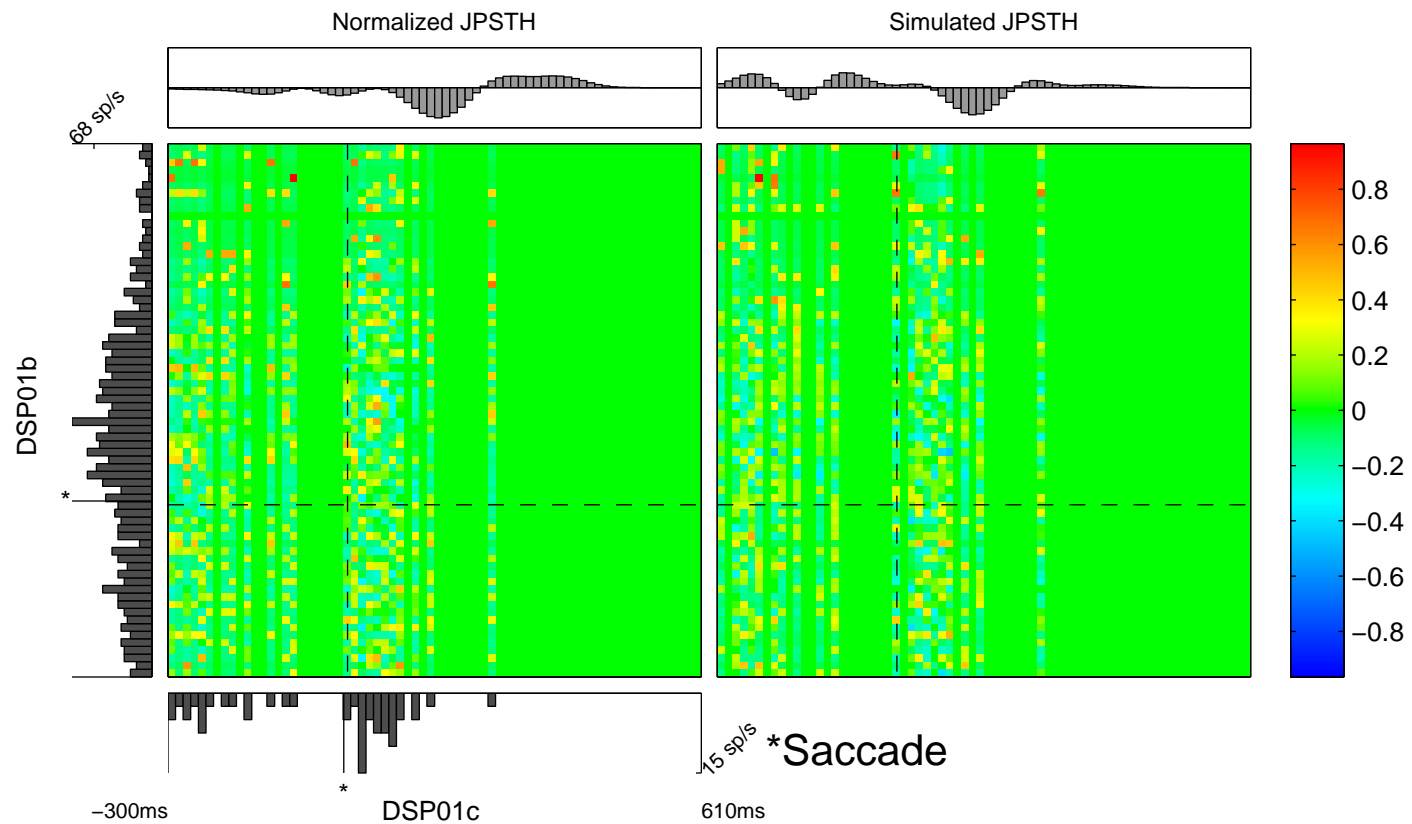 Normalized JPSTH
Simulated JPSTH
68 sp/s
DSP01b
*
0.8
0.6
0.4
0.2
0
−0.2
−0.4
−0.6
−0.8
15 sp/s
*Saccade
*
−300ms
DSP01c
610ms